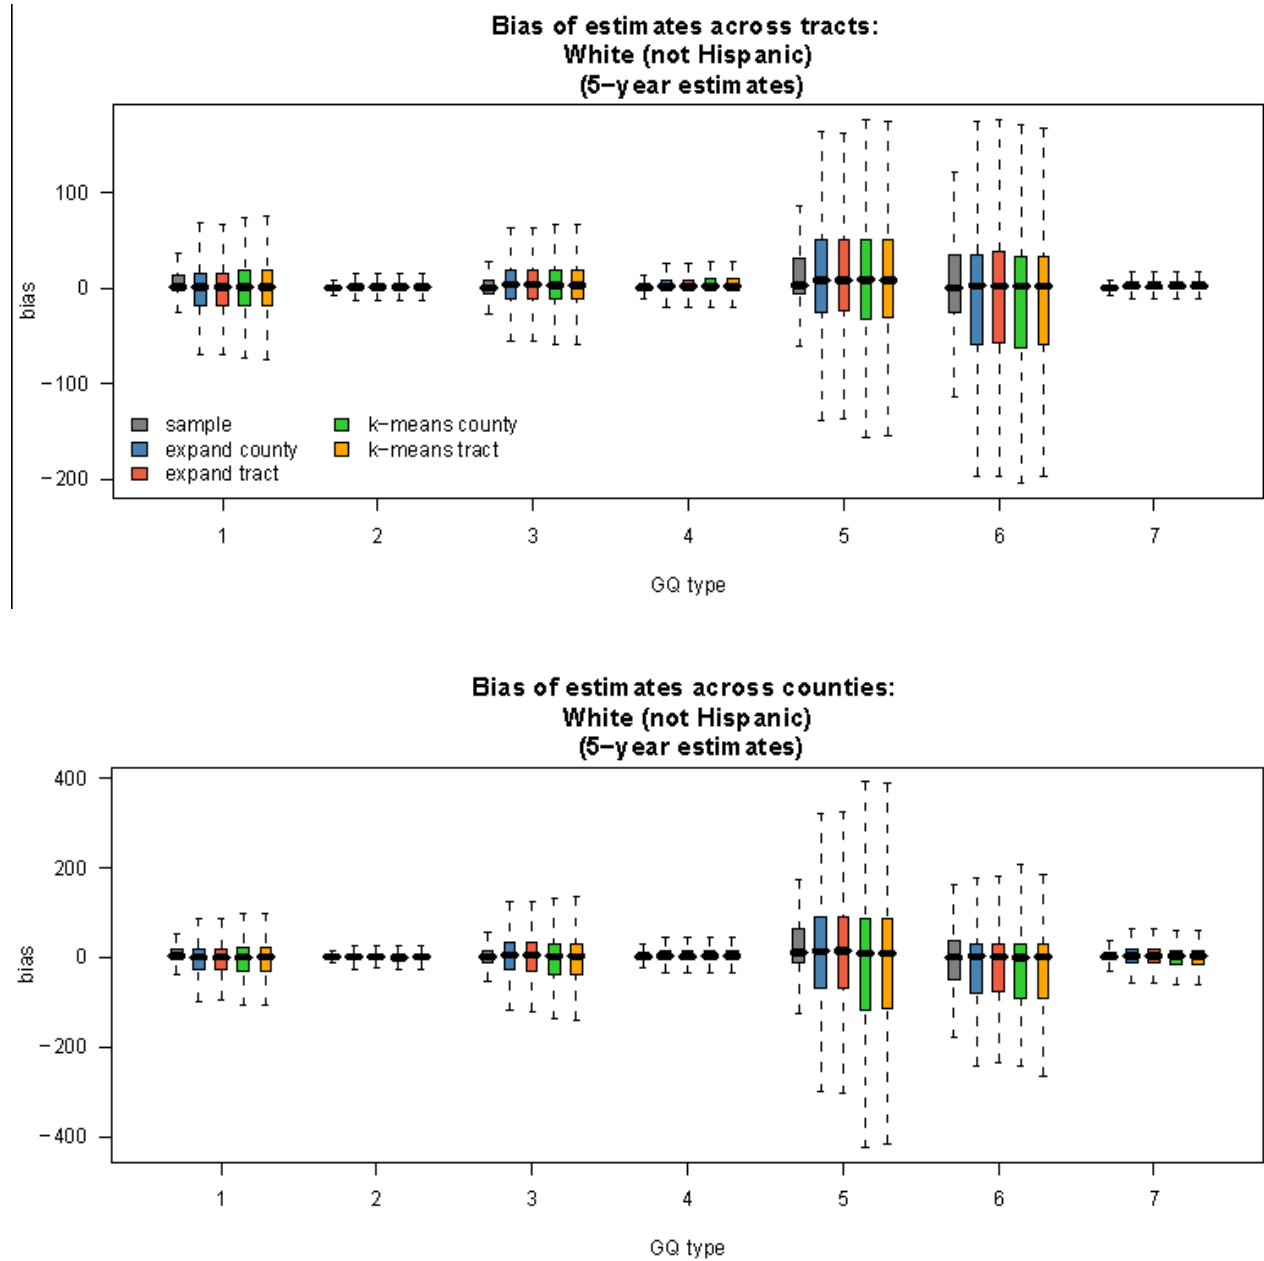 Bias of estimates across tracts:
White (not Hispanic)
(5−year estimates)
bias
100
0
−100
−200
sample
expand county
expand tract
k−means county
k−means tract
1 2 3 4 5 6 7
GQ type
Bias of estimates across counties:
White (not Hispanic)
(5−year estimates)
bias
400
200
0
−200
−400
1 2 3 4 5 6 7
GQ type